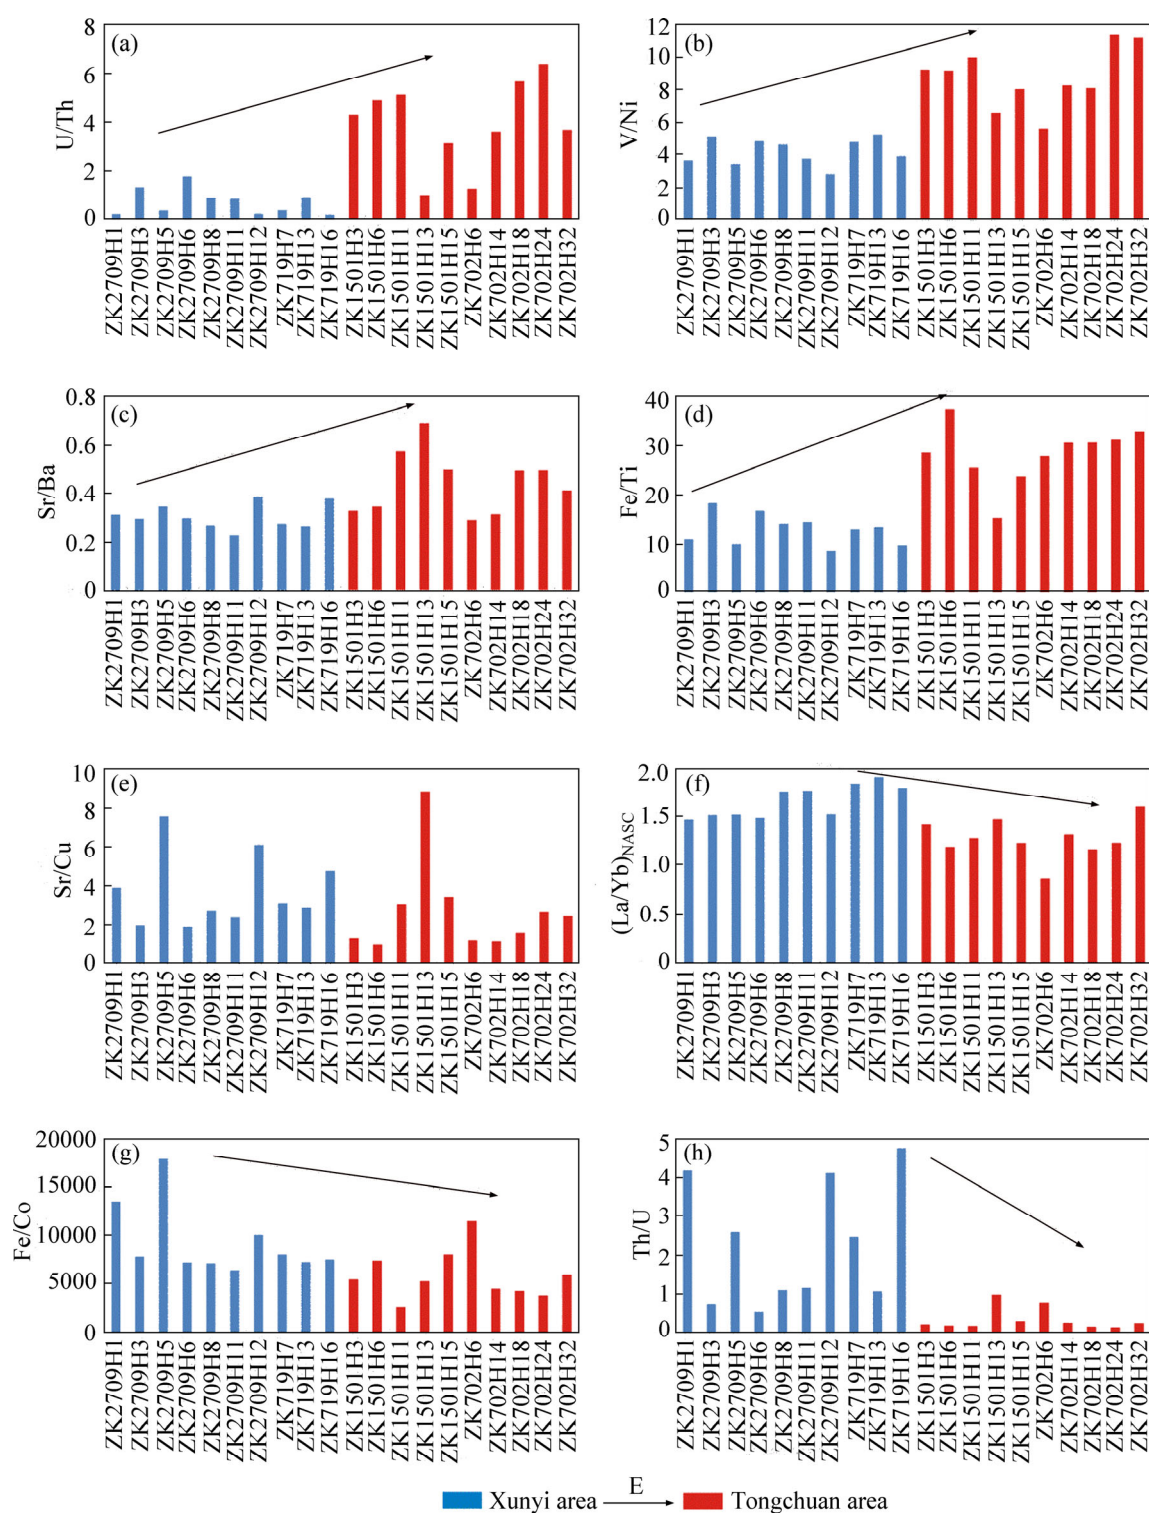 (a)
U/Th
8
6
4
2
0
ZK2709H1
ZK2709H3
ZK2709H5
ZK2709H6
ZK2709H8
ZK2709H11
ZK2709H12
ZK719H7
ZK719H13
ZK719H16
ZK1501H3
ZK1501H6
ZK1501H11
ZK1501H13
ZK1501H15
ZK702H6
ZK702H14
ZK702H18
ZK702H24
ZK702H32
(b)
V/Ni
12
10
8
6
4
2
0
ZK2709H1
ZK2709H3
ZK2709H5
ZK2709H6
ZK2709H8
ZK2709H11
ZK2709H12
ZK719H7
ZK719H13
ZK719H16
ZK1501H3
ZK1501H6
ZK1501H11
ZK1501H13
ZK1501H15
ZK702H6
ZK702H14
ZK702H18
ZK702H24
ZK702H32
(c)
Sr/Ba
0.8
0.6
0.4
0.2
0
ZK2709H1
ZK2709H3
ZK2709H5
ZK2709H6
ZK2709H8
ZK2709H11
ZK2709H12
ZK719H7
ZK719H13
ZK719H16
ZK1501H3
ZK1501H6
ZK1501H11
ZK1501H13
ZK1501H15
ZK702H6
ZK702H14
ZK702H18
ZK702H24
ZK702H32
(d)
Fe/Ti
40
30
20
10
0
ZK2709H1
ZK2709H3
ZK2709H5
ZK2709H6
ZK2709H8
ZK2709H11
ZK2709H12
ZK719H7
ZK719H13
ZK719H16
ZK1501H3
ZK1501H6
ZK1501H11
ZK1501H13
ZK1501H15
ZK702H6
ZK702H14
ZK702H18
ZK702H24
ZK702H32
(e)
Sr/Cu
10
8
6
4
2
0
ZK2709H1
ZK2709H3
ZK2709H5
ZK2709H6
ZK2709H8
ZK2709H11
ZK2709H12
ZK719H7
ZK719H13
ZK719H16
ZK1501H3
ZK1501H6
ZK1501H11
ZK1501H13
ZK1501H15
ZK702H6
ZK702H14
ZK702H18
ZK702H24
ZK702H32
(f)
(La/Yb)NASC
2.0
1.5
1.0
0.5
0
ZK2709H1
ZK2709H3
ZK2709H5
ZK2709H6
ZK2709H8
ZK2709H11
ZK2709H12
ZK719H7
ZK719H13
ZK719H16
ZK1501H3
ZK1501H6
ZK1501H11
ZK1501H13
ZK1501H15
ZK702H6
ZK702H14
ZK702H18
ZK702H24
ZK702H32
(g)
Fe/Co
20000
15000
10000
5000
0
ZK2709H1
ZK2709H3
ZK2709H5
ZK2709H6
ZK2709H8
ZK2709H11
ZK2709H12
ZK719H7
ZK719H13
ZK719H16
ZK1501H3
ZK1501H6
ZK1501H11
ZK1501H13
ZK1501H15
ZK702H6
ZK702H14
ZK702H18
ZK702H24
ZK702H32
(h)
Th/U
5
4
3
2
1
0
ZK2709H1
ZK2709H3
ZK2709H5
ZK2709H6
ZK2709H8
ZK2709H11
ZK2709H12
ZK719H7
ZK719H13
ZK719H16
ZK1501H3
ZK1501H6
ZK1501H11
ZK1501H13
ZK1501H15
ZK702H6
ZK702H14
ZK702H18
ZK702H24
ZK702H32
Xunyi area E Tongchuan area